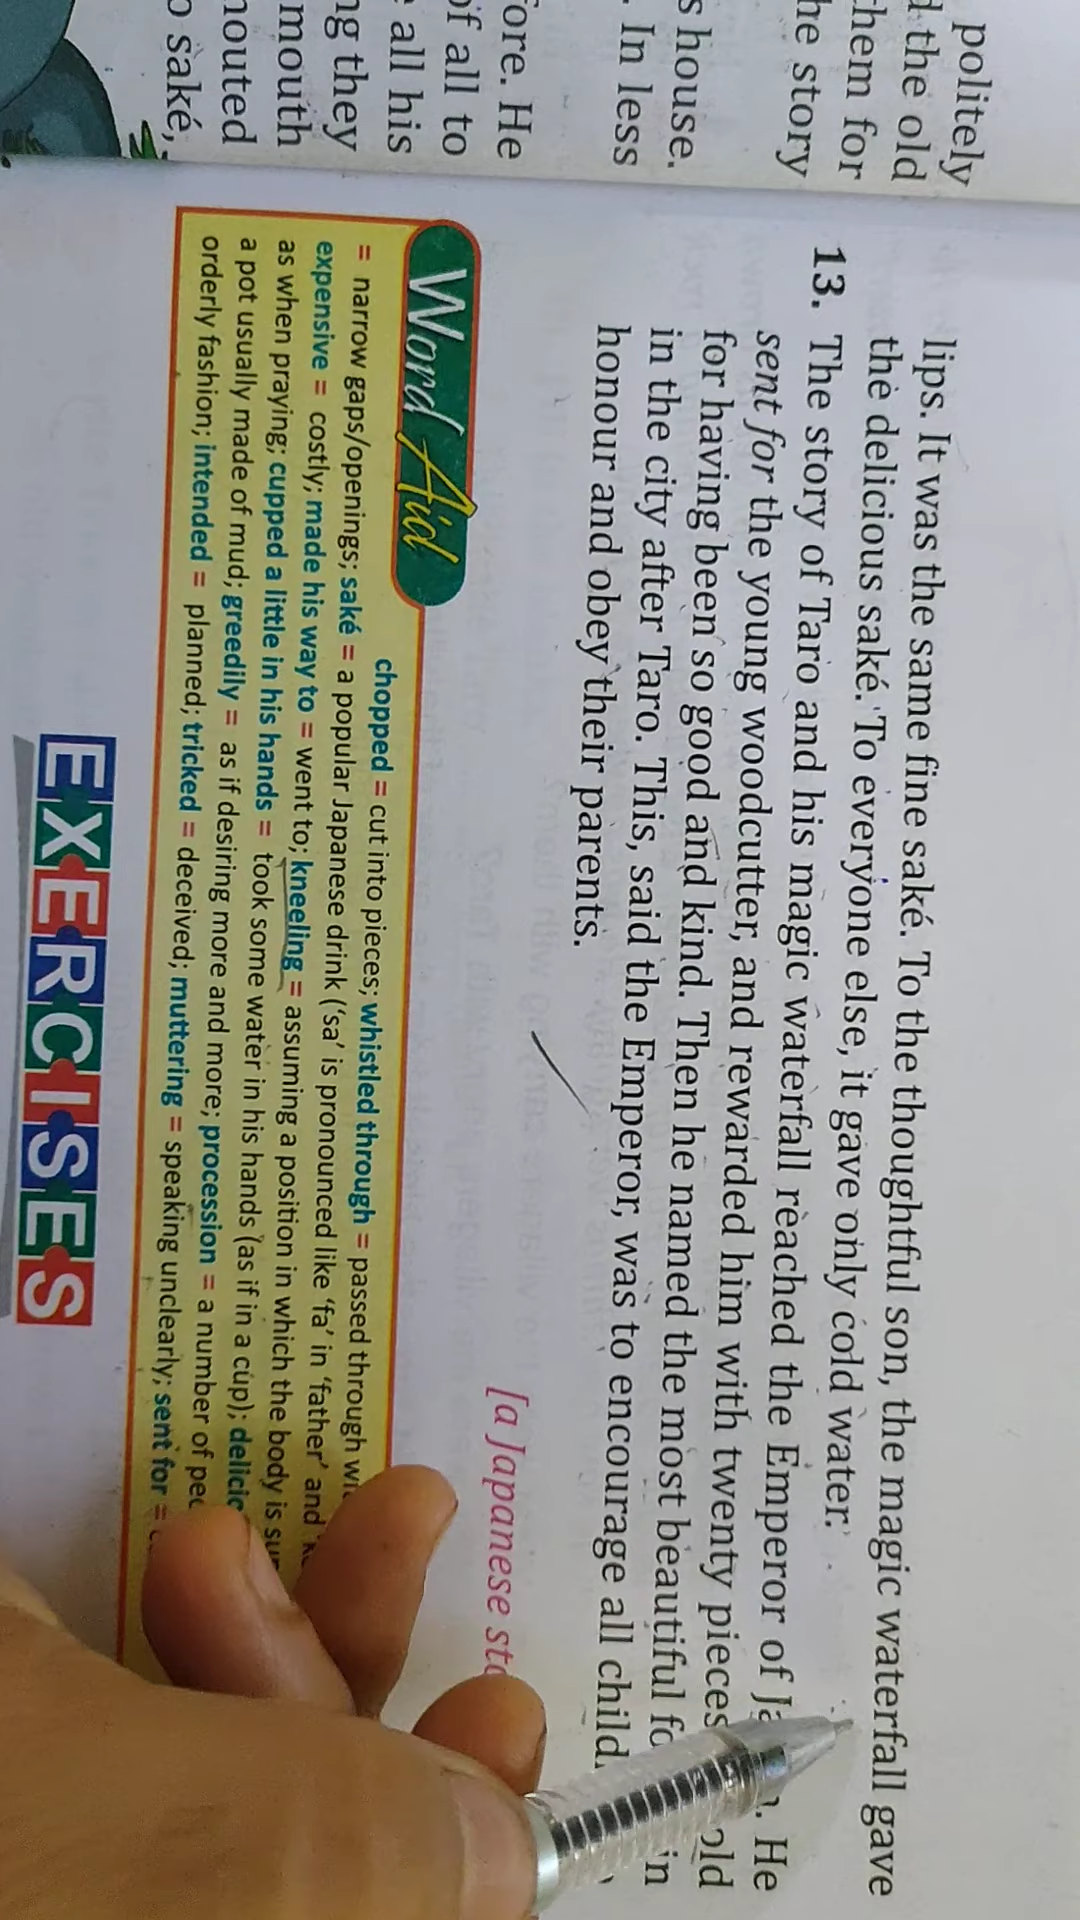 politely
the old
them for
he story
s house.
. In less
fore. He
of all to
all his
ng they
mouth
houted
o saké,
lips. It was the same fine saké. To the thoughtful son, the magic waterfall gave
the delicious saké. To everyone else, it gave only cold water.
13. The story of Taro and his magic waterfall reached the Emperor of He
sent for the young woodcutter, and rewarded him with twenty pieces old
for having been so good and kind. Then he named the most beautiful in
in the city after Taro. This, said the Emperor, was to encourage all
honour and obey their parents.
[a Japanese
Word Aid
chopped = cut into pieces; whistled through = passed through
= narrow gaps/openings; saké = a popular Japanese drink ('sa' is pronounced like 'fa' in 'father' and
expensive = costly; made his way to = went to; kneeling = assuming a position in which the body is
as when praying; cupped a little in his hands = took some water in his hands (as if in a cup);
a pot usually made of mud; greedily = as if desiring more and more; procession = a number of
orderly fashion; intended = planned; tricked = deceived; muttering = speaking unclearly; sent for =
EXERCISES